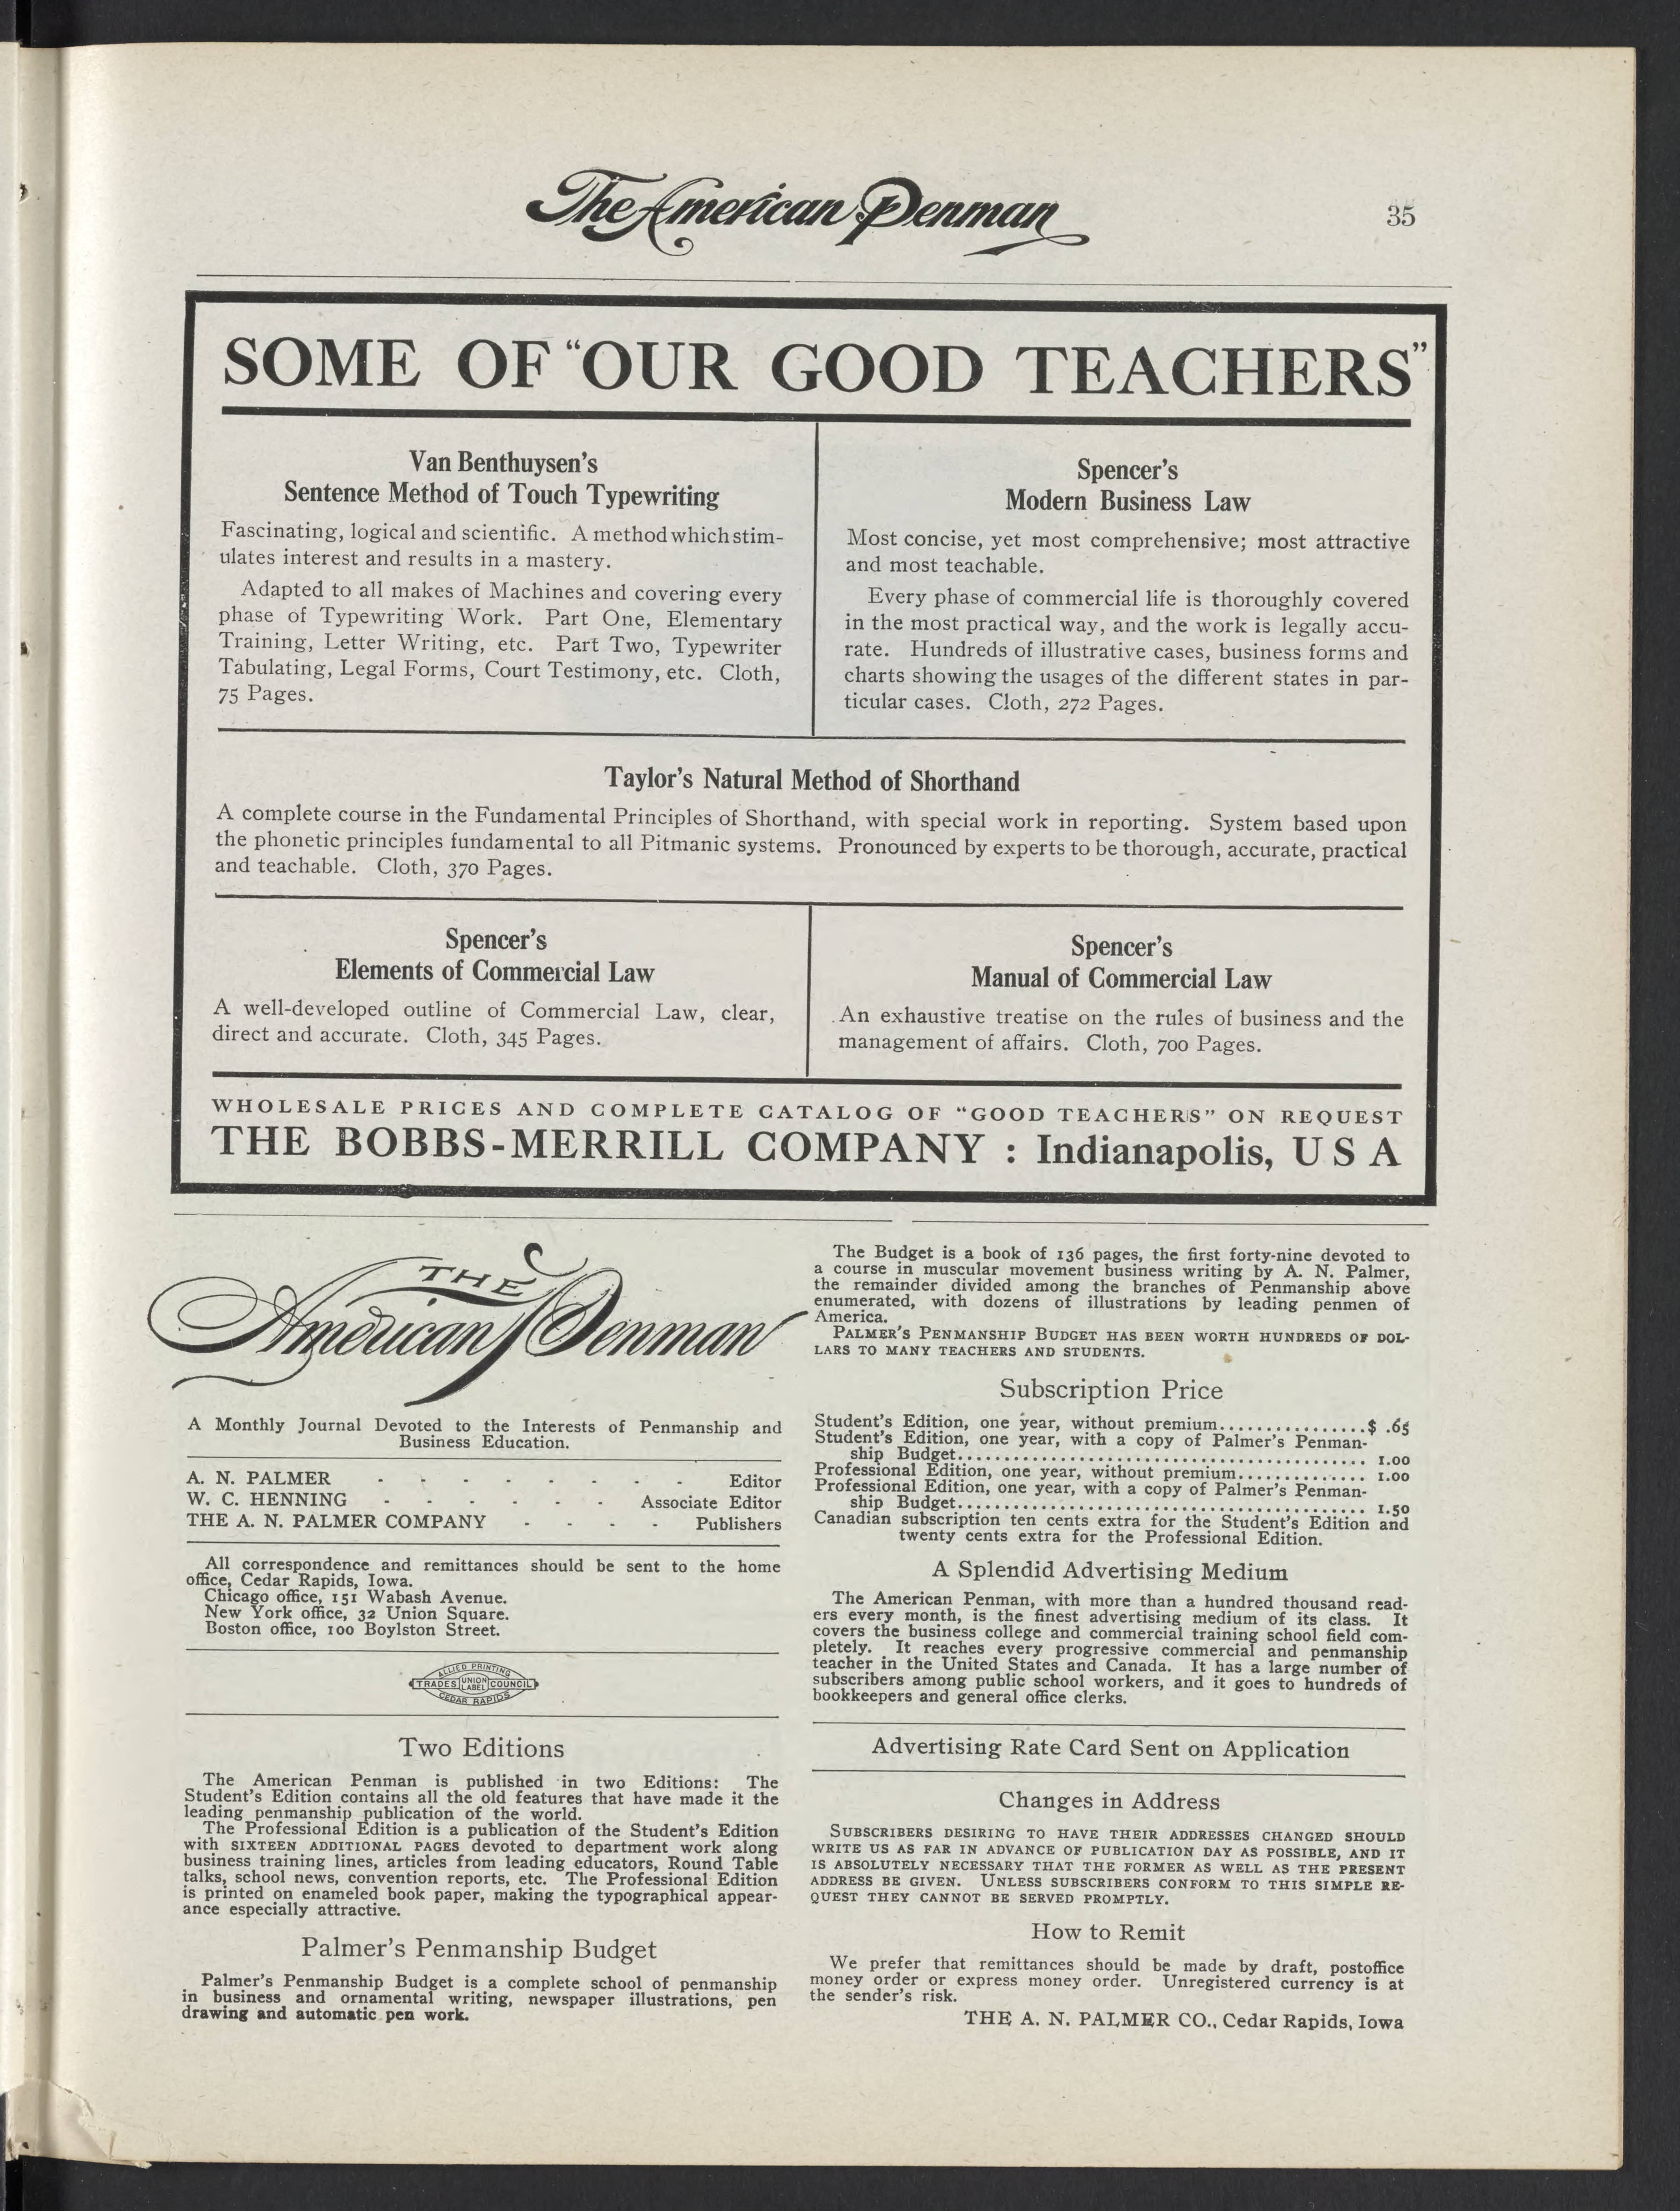 The American Penman
35
SOME OF "OUR GOOD TEACHERS"
Van Benthuysen's
Sentence Method of Touch Typewriting
Fascinating, logical and scientific. A method which stim-
ulates interest and results in a mastery.
Adapted to all makes of Machines and covering every
phase of Typewriting Work. Part One, Elementary
Training, Letter Writing, etc. Part Two, Typewriter
Tabulating, Legal Forms, Court Testimony, etc. Cloth,
75 Pages.
Spencer's
Modern Business Law
Most concise, yet most comprehensive; most attractive
and most teachable.
Every phase of commercial life is thoroughly covered
in the most practical way, and the work is legally accu-
rate. Hundreds of illustrative cases, business forms and
charts showing the usages of the different states in par-
ticular cases. Cloth, 272 Pages.
Taylor's Natural Method of Shorthand
A complete course in the Fundamental Principles of Shorthand, with special work in reporting. System based upon
the phonetic principles fundamental to all Pitmanic systems. Pronounced by experts to be thorough, accurate, practical
and teachable. Cloth, 370 Pages.
Spencer's
Elements of Commercial Law
A well-developed outline of Commercial Law, clear,
direct and accurate. Cloth, 345 Pages.
Spencer's
Manual of Commercial Law
An exhaustive treatise on the rules of business and the
management of affairs. Cloth, 700 Pages.
WHOLESALE PRICES AND COMPLETE CATALOG OF "GOOD TEACHERS" ON REQUEST
THE BOBBS-MERRILL COMPANY : Indianapolis, U S A
THE
American Penman
A Monthly Journal Devoted to the Interests of Penmanship and
Business Education.
A. N. PALMER - - - - - - - - Editor
W. C. HENNING - - - - - - Associate Editor
THE A. N. PALMER COMPANY - - - - Publishers
All correspondence and remittances should be sent to the home
office, Cedar Rapids, Iowa.
Chicago office, 151 Wabash Avenue.
New York office, 32 Union Square.
Boston office, 100 Boylston Street.
ALLIED PRINTING
TRADES UNION LABEL COUNCIL
CEDAR RAPIDS
Two Editions
The American Penman is published in two Editions: The
Student's Edition contains all the old features that have made it the
leading penmanship publication of the world.
The Professional Edition is a publication of the Student's Edition
with SIXTEEN ADDITIONAL PAGES devoted to department work along
business training lines, articles from leading educators, Round Table
talks, school news, convention reports, etc. The Professional Edition
is printed on enameled book paper, making the typographical appear-
ance especially attractive.
Palmer's Penmanship Budget
Palmer's Penmanship Budget is a complete school of penmanship
in business and ornamental writing, newspaper illustrations, pen
drawing and automatic pen work.
The Budget is a book of 136 pages, the first forty-nine devoted to
a course in muscular movement business writing by A. N. Palmer,
the remainder divided among the branches of Penmanship above
enumerated, with dozens of illustrations by leading penmen of
America.
PALMER'S PENMANSHIP BUDGET HAS BEEN WORTH HUNDREDS OF DOL-
LARS TO MANY TEACHERS AND STUDENTS.
Subscription Price
Student's Edition, one year, without premium................$ .65
Student's Edition, one year, with a copy of Palmer's Penman-
ship Budget.............................................. 1.00
Professional Edition, one year, without premium.............. 1.00
Professional Edition, one year, with a copy of Palmer's Penman-
ship Budget.............................................. 1.50
Canadian subscription ten cents extra for the Student's Edition and
twenty cents extra for the Professional Edition.
A Splendid Advertising Medium
The American Penman, with more than a hundred thousand read-
ers every month, is the finest advertising medium of its class. It
covers the business college and commercial training school field com-
pletely. It reaches every progressive commercial and penmanship
teacher in the United States and Canada. It has a large number of
subscribers among public school workers, and it goes to hundreds of
bookkeepers and general office clerks.
Advertising Rate Card Sent on Application
Changes in Address
SUBSCRIBERS DESIRING TO HAVE THEIR ADDRESSES CHANGED SHOULD
WRITE US AS FAR IN ADVANCE OF PUBLICATION DAY AS POSSIBLE, AND IT
IS ABSOLUTELY NECESSARY THAT THE FORMER AS WELL AS THE PRESENT
ADDRESS BE GIVEN. UNLESS SUBSCRIBERS CONFORM TO THIS SIMPLE RE-
QUEST THEY CANNOT BE SERVED PROMPTLY.
How to Remit
We prefer that remittances should be made by draft, postoffice
money order or express money order. Unregistered currency is at
the sender's risk.
THE A. N. PALMER CO., Cedar Rapids, Iowa